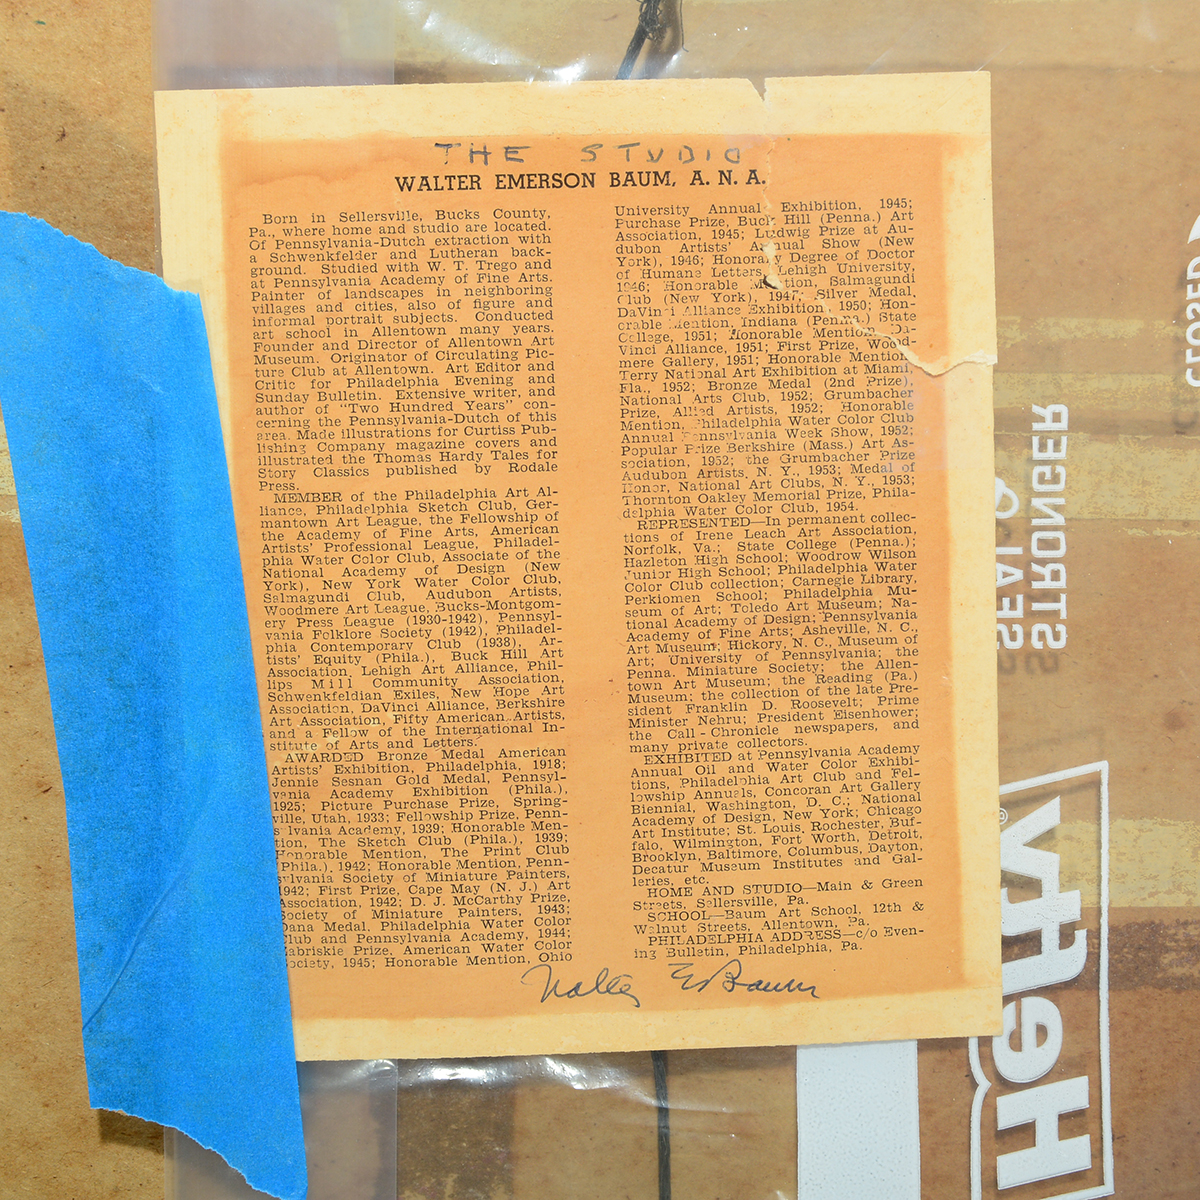 THE STUDIO
WALTER EMERSON BAUM, A. N. A.
Born in Sellersville, Bucks County,
Pa., where home and studio are located.
Of Pennsylvania-Dutch extraction with
a Schwenkfelder and Lutheran back-
ground. Studied with W. T. Trego and
at Pennsylvania Academy of Fine Arts.
Painter of landscapes in neighboring
villages and cities, also of figure and
informal portrait subjects. Conducted
art school in Allentown many years.
Founder and Director of Allentown Art
Museum. Originator of Circulating Pic-
ture Club at Allentown. Art Editor and
Critic for Philadelphia Evening and
Sunday Bulletin. Extensive writer, and
author of "Two Hundred Years" con-
cerning the Pennsylvania-Dutch of this
area. Made illustrations for Curtiss Pub-
lishing Company magazine covers and
illustrated the Thomas Hardy Tales for
Story Classics published by Rodale
Press.
MEMBER of the Philadelphia Art Al-
liance, Philadelphia Sketch Club, Ger-
mantown Art League, the Fellowship of
the Academy of Fine Arts, American
Artists' Professional League, Philadel-
phia Water Color Club, Associate of the
National Academy of Design (New
York), New York Water Color Club,
Salmagundi Club, Audubon Artists,
Woodmere Art League, Bucks-Montgom-
ery Press League (1930-1942), Pennsyl-
vania Folklore Society (1942), Philadel-
phia Contemporary Club (1938), Ar-
tists' Equity (Phila.), Buck Hill Art
Association, Lehigh Art Alliance, Phil-
lips Mill Community Association,
Schwenkfeldian Exiles, New Hope Art
Association, DaVinci Alliance, Berkshire
Art Association, Fifty American Artists,
and a Fellow of the International In-
stitute of Arts and Letters.
AWARDED Bronze Medal American
Artists' Exhibition, Philadelphia, 1918;
Jennie Sesnan Gold Medal, Pennsyl-
vania Academy Exhibition (Phila.),
1925; Picture Purchase Prize, Spring-
ville, Utah, 1933; Fellowship Prize, Penn-
sylvania Academy, 1939; Honorable Men-
tion, The Sketch Club (Phila.), 1939;
Honorable Mention, The Print Club
(Phila.), 1942; Honorable Mention, Penn-
sylvania Society of Miniature Painters,
1942; First Prize, Cape May (N. J.) Art
Association, 1942; D. J. McCarthy Prize,
Society of Miniature Painters, 1943;
Dana Medal, Philadelphia Water Color
Club and Pennsylvania Academy, 1944;
Zabriskie Prize, American Water Color
Society, 1945; Honorable Mention, Ohio
University Annual Exhibition, 1945;
Purchase Prize, Buck Hill (Penna.) Art
Association, 1945; Ludwig Prize at Au-
dubon Artists' Annual Show (New
York), 1946; Honorary Degree of Doctor
of Humane Letters, Lehigh University,
1946; Honorable Mention, Salmagundi
Club (New York), 1947; Silver Medal,
DaVinci Alliance Exhibition, 1950; Hon-
orable Mention, Indiana (Penna.) State
College, 1951; Honorable Mention, Da-
Vinci Alliance, 1951; First Prize, Wood-
mere Gallery, 1951; Honorable Mention,
Terry National Art Exhibition at Miami,
Fla., 1952; Bronze Medal (2nd Prize),
National Arts Club, 1952; Grumbacher
Prize, Allied Artists, 1952; Honorable
Mention, Philadelphia Water Color Club
Annual Pennsylvania Week Show, 1952;
Popular Prize Berkshire (Mass.) Art As-
sociation, 1952; the Grumbacher Prize
Audubon Artists, N. Y., 1953; Medal of
Honor, National Art Clubs, N. Y., 1953;
Thornton Oakley Memorial Prize, Phila-
delphia Water Color Club, 1954.
REPRESENTED—In permanent collec-
tions of Irene Leach Art Association,
Norfolk, Va.; State College (Penna.);
Hazleton High School; Woodrow Wilson
Junior High School; Philadelphia Water
Color Club collection; Carnegie Library,
Perkiomen School; Philadelphia Mu-
seum of Art; Toledo Art Museum; Na-
tional Academy of Design; Pennsylvania
Academy of Fine Arts; Asheville, N. C.,
Art Museum; Hickory, N. C., Museum of
Art; University of Pennsylvania; the
Penna. Miniature Society; the Allen-
town Art Museum; the Reading (Pa.)
Museum; the collection of the late Pre-
sident Franklin D. Roosevelt; Prime
Minister Nehru; President Eisenhower;
the Call - Chronicle newspapers, and
many private collectors.
EXHIBITED at Pennsylvania Academy
Annual Oil and Water Color Exhibi-
tions, Philadelphia Art Club and Fel-
lowship Annuals, Concoran Art Gallery
Biennial, Washington, D. C.; National
Academy of Design, New York; Chicago
Art Institute; St. Louis, Rochester, Buf-
falo, Wilmington, Fort Worth, Detroit,
Brooklyn, Baltimore, Columbus, Dayton,
Decatur Museum Institutes and Gal-
leries, etc.
HOME AND STUDIO—Main & Green
Streets, Sellersville, Pa.
SCHOOL—Baum Art School, 12th &
Walnut Streets, Allentown, Pa.
PHILADELPHIA ADDRESS—c/o Even-
ing Bulletin, Philadelphia, Pa.
Walter E Baum
CLOSED
STRONGER
SEAL
Hefty®